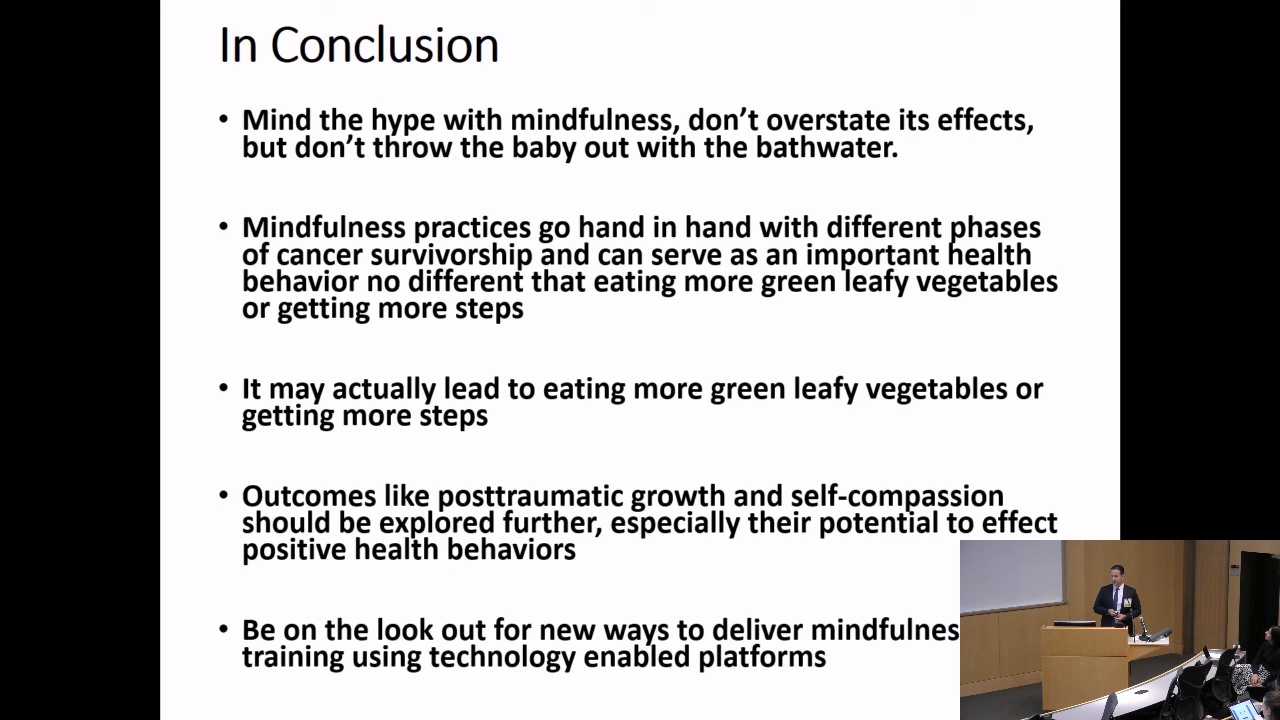 In Conclusion
• Mind the hype with mindfulness, don’t overstate its effects,
but don’t throw the baby out with the bathwater.
• Mindfulness practices go hand in hand with different phases
of cancer survivorship and can serve as an important health
behavior no different that eating more green leafy vegetables
or getting more steps
• It may actually lead to eating more green leafy vegetables or
getting more steps
• Outcomes like posttraumatic growth and self-compassion
should be explored further, especially their potential to effect
positive health behaviors
• Be on the look out for new ways to deliver mindfulnes
training using technology enabled platforms